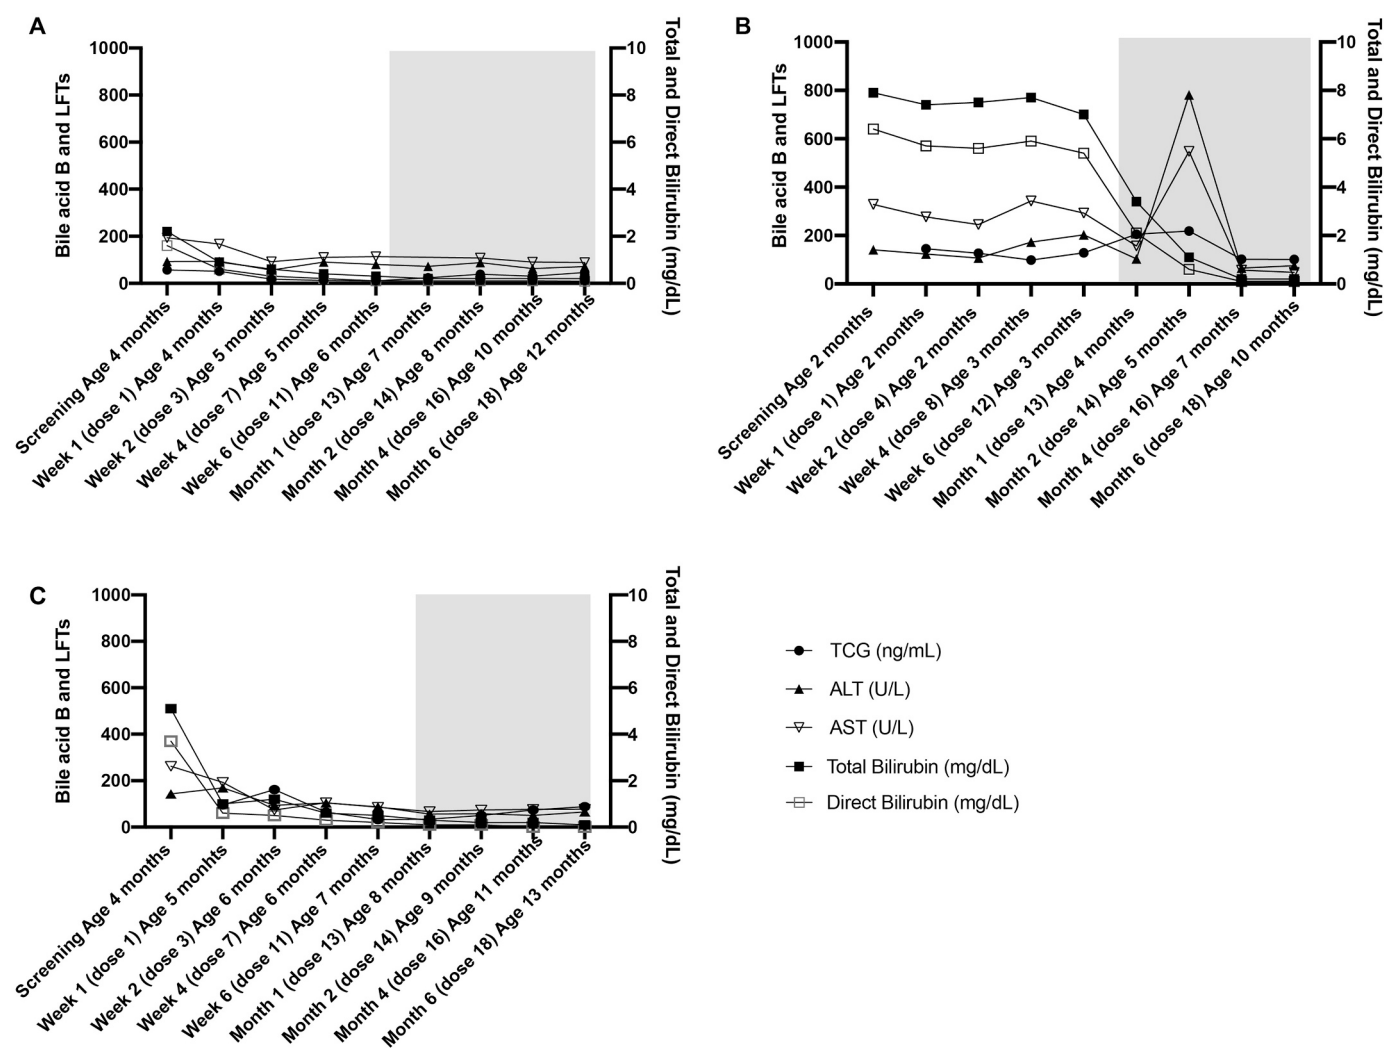 A
Bile acid B and LFTs
1000
800
600
400
200
0
10
8
6
4
2
0
Total and Direct Bilirubin (mg/dL)
Screening Age 4 months
Week 1 (dose 1) Age 4 months
Week 2 (dose 3) Age 5 months
Week 4 (dose 7) Age 5 months
Week 6 (dose 11) Age 6 months
Month 1 (dose 13) Age 7 months
Month 2 (dose 14) Age 8 months
Month 4 (dose 16) Age 10 months
Month 6 (dose 18) Age 12 months
B
Bile acid B and LFTs
1000
800
600
400
200
0
10
8
6
4
2
0
Total and Direct Bilirubin (mg/dL)
Screening Age 2 months
Week 1 (dose 1) Age 2 months
Week 2 (dose 4) Age 2 months
Week 4 (dose 8) Age 3 months
Week 6 (dose 12) Age 3 months
Month 1 (dose 13) Age 4 months
Month 2 (dose 14) Age 5 months
Month 4 (dose 16) Age 7 months
Month 6 (dose 18) Age 10 months
C
Bile acid B and LFTs
1000
800
600
400
200
0
10
8
6
4
2
0
Total and Direct Bilirubin (mg/dL)
Screening Age 4 months
Week 1 (dose 1) Age 5 monhts
Week 2 (dose 3) Age 6 months
Week 4 (dose 7) Age 6 months
Week 6 (dose 11) Age 7 months
Month 1 (dose 13) Age 8 months
Month 2 (dose 14) Age 9 months
Month 4 (dose 16) Age 11 months
Month 6 (dose 18) Age 13 months
TCG (ng/mL)
ALT (U/L)
AST (U/L)
Total Bilirubin (mg/dL)
Direct Bilirubin (mg/dL)